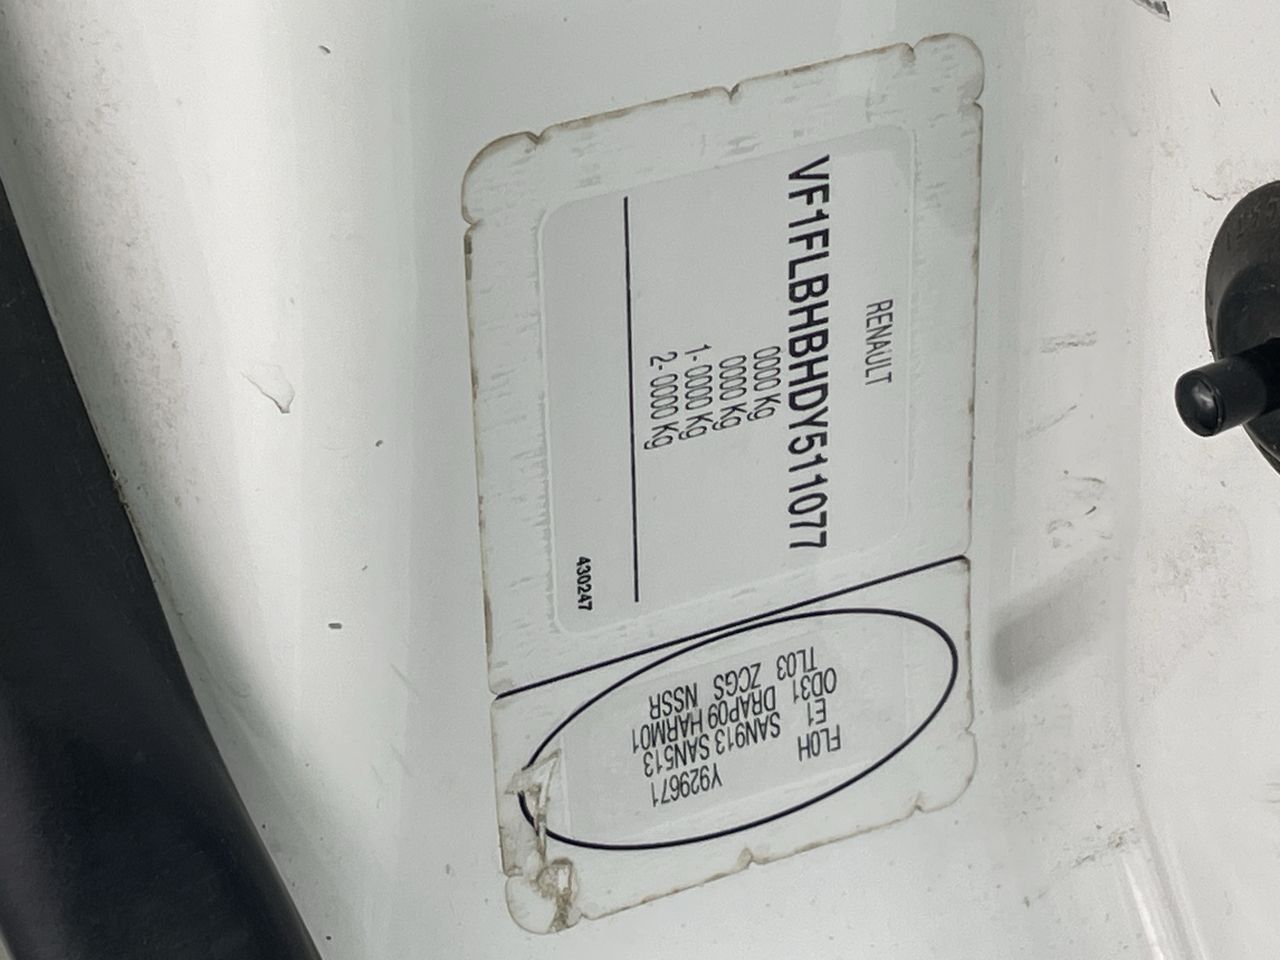 RENAULT
VF1FLBHBHDY511077
0000 Kg
0000 Kg
1- 0000 Kg
2- 0000 Kg
430247
FL0H Y929671
E1 SAN913 SAN513
OD31 DRAP09 HARM01
TL03 ZCGS NSSR